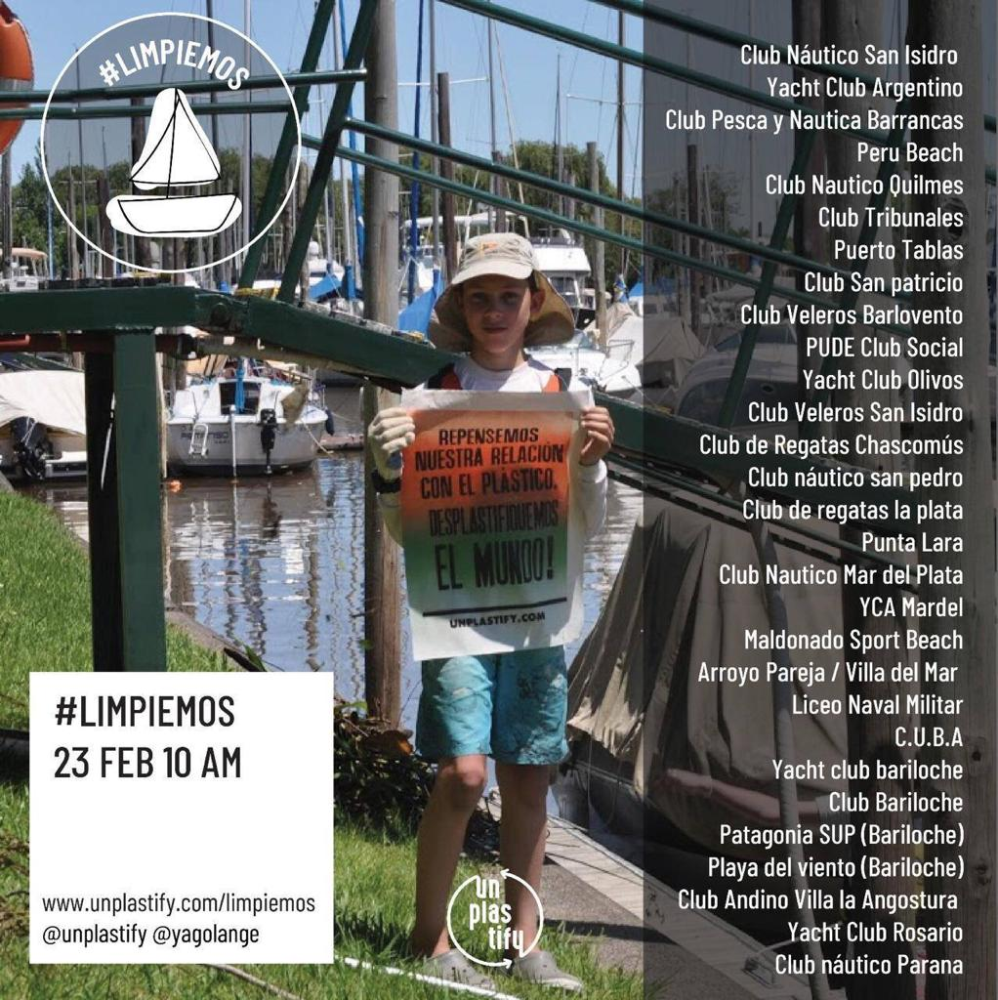 #LIMPIEMOS
Club Náutico San Isidro
Yacht Club Argentino
Club Pesca y Nautica Barrancas
Peru Beach
Club Nautico Quilmes
Club Tribunales
Puerto Tablas
Club San patricio
Club Veleros Barlovento
PUDE Club Social
Yacht Club Olivos
Club Veleros San Isidro
Club de Regatas Chascomús
Club náutico san pedro
Club de regatas la plata
Punta Lara
Club Nautico Mar del Plata
YCA Mardel
Maldonado Sport Beach
Arroyo Pareja / Villa del Mar
Liceo Naval Militar
C.U.B.A
Yacht club bariloche
Club Bariloche
Patagonia SUP (Bariloche)
Playa del viento (Bariloche)
Club Andino Villa la Angostura
Yacht Club Rosario
Club náutico Parana
REPENSEMOS
NUESTRA RELACIÓN
CON EL PLÁSTICO.
DESPLASTIFIQUEMOS
EL MUNDO!
UNPLASTIFY.COM
#LIMPIEMOS
23 FEB 10 AM
www.unplastify.com/limpiemos
@unplastify @yagolange
un
plas
tify